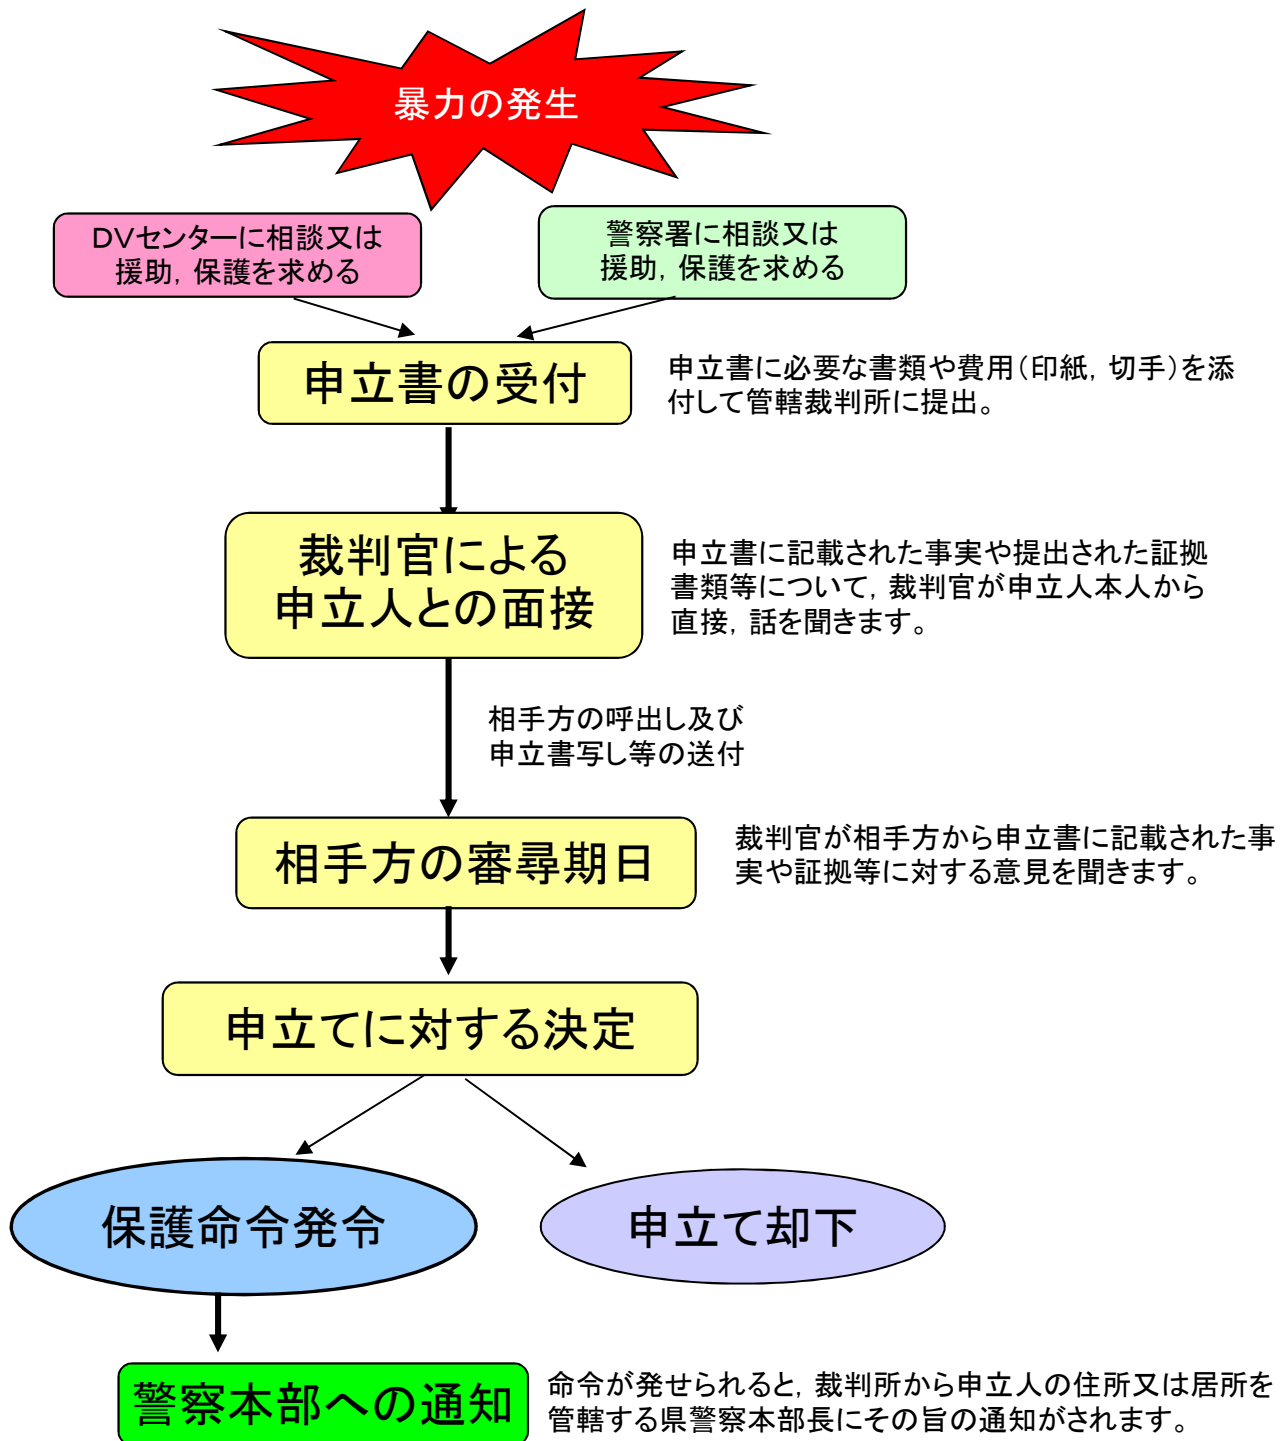 暴力の発生
DVセンターに相談又は
援助，保護を求める
警察署に相談又は
援助，保護を求める
申立書の受付
申立書に必要な書類や費用（印紙，切手）を添
付して管轄裁判所に提出。
裁判官による
申立人との面接
申立書に記載された事実や提出された証拠
書類等について，裁判官が申立人本人から
直接，話を聞きます。
相手方の呼出し及び
申立書写し等の送付
相手方の審尋期日
裁判官が相手方から申立書に記載された事
実や証拠等に対する意見を聞きます。
申立てに対する決定
保護命令発令
申立て却下
警察本部への通知
命令が発せられると，裁判所から申立人の住所又は居所を
管轄する県警察本部長にその旨の通知がされます。